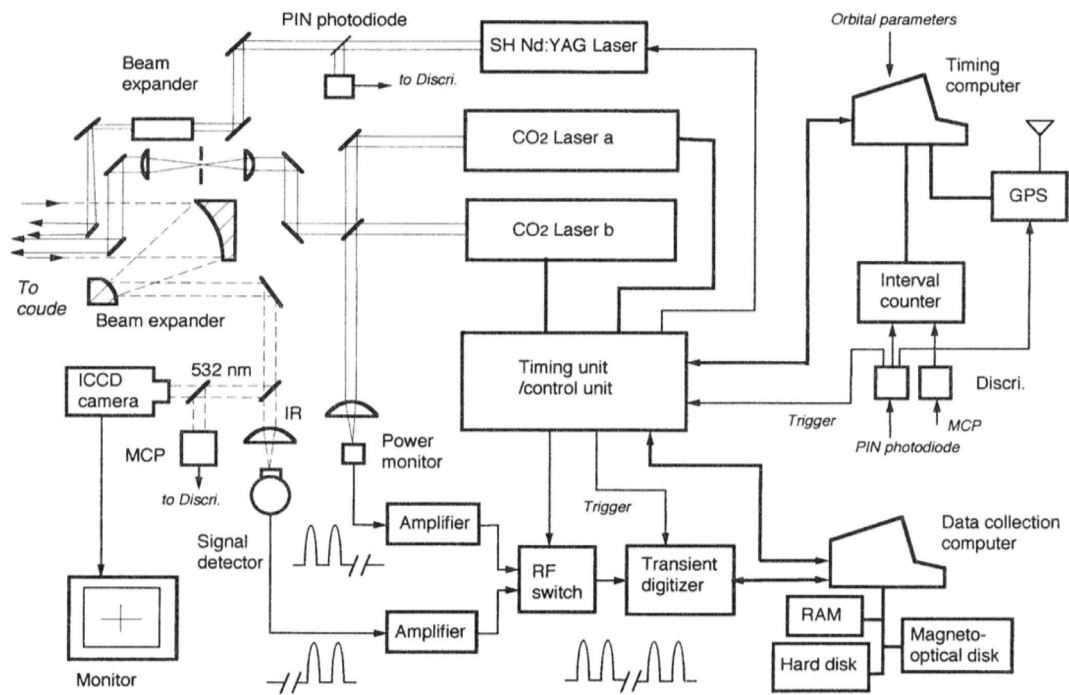 PIN photodiode
SH Nd:YAG Laser
Orbital parameters
Beam
expander
to Discri.
Timing
computer
CO2 Laser a
GPS
CO2 Laser b
To
coude
Beam expander
Interval
counter
Timing unit
/control unit
532 nm
ICCD
camera
IR
Discri.
Trigger
MCP
PIN photodiode
MCP
Power
monitor
to Discri.
Trigger
Amplifier
Data collection
computer
Signal
detector
RF
switch
Transient
digitizer
RAM
Amplifier
Magneto-
optical disk
Hard disk
Monitor